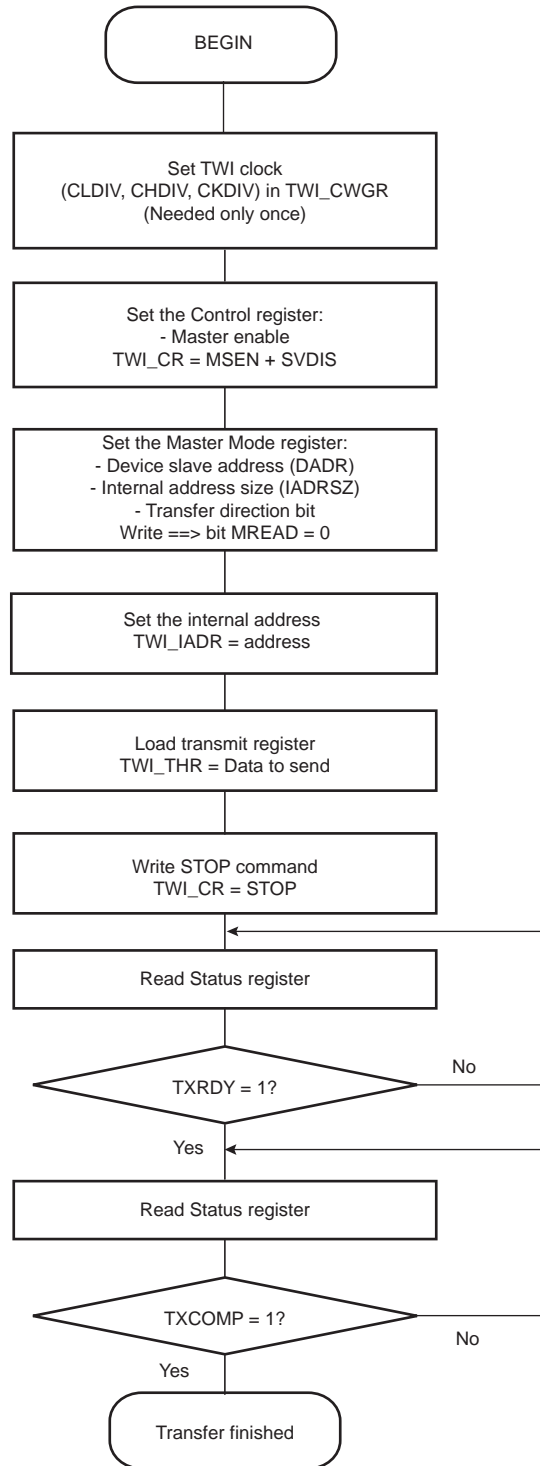 BEGIN
Set TWI clock
(CLDIV, CHDIV, CKDIV) in TWI_CWGR
(Needed only once)
Set the Control register:
- Master enable
TWI_CR = MSEN + SVDIS
Set the Master Mode register:
- Device slave address (DADR)
- Internal address size (IADRSZ)
- Transfer direction bit
Write ==> bit MREAD = 0
Set the internal address
TWI_IADR = address
Load transmit register
TWI_THR = Data to send
Write STOP command
TWI_CR = STOP
Read Status register
TXRDY = 1?
No
Yes
Read Status register
TXCOMP = 1?
No
Yes
Transfer finished